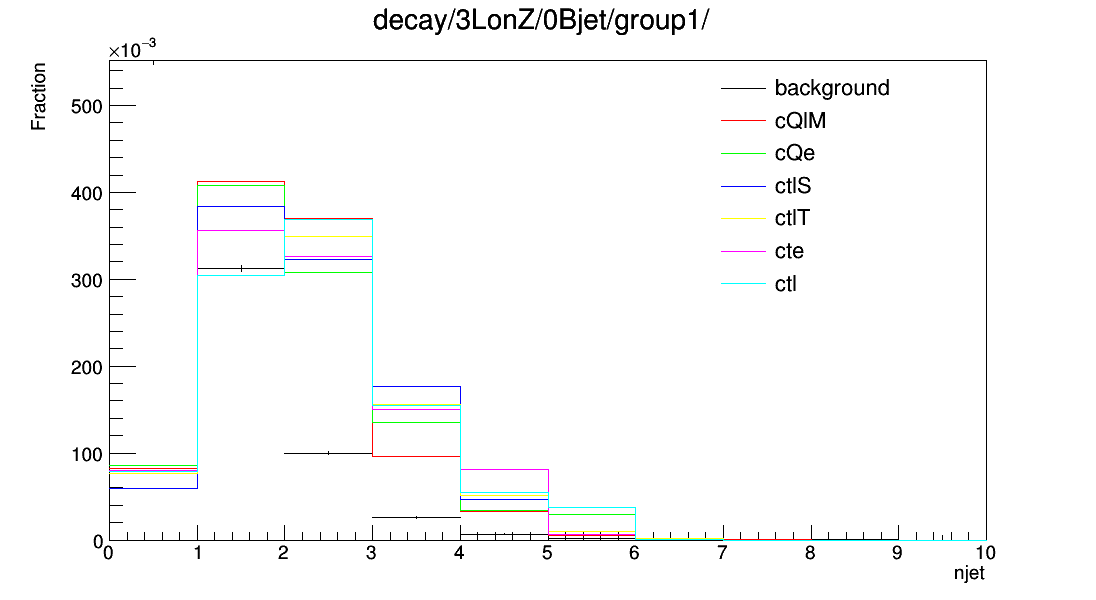 decay/3LonZ/0Bjet/group1/
×10⁻³
Fraction
500
400
300
200
100
0
background
cQlM
cQe
ctlS
ctlT
cte
ctl
0 1 2 3 4 5 6 7 8 9 10
njet